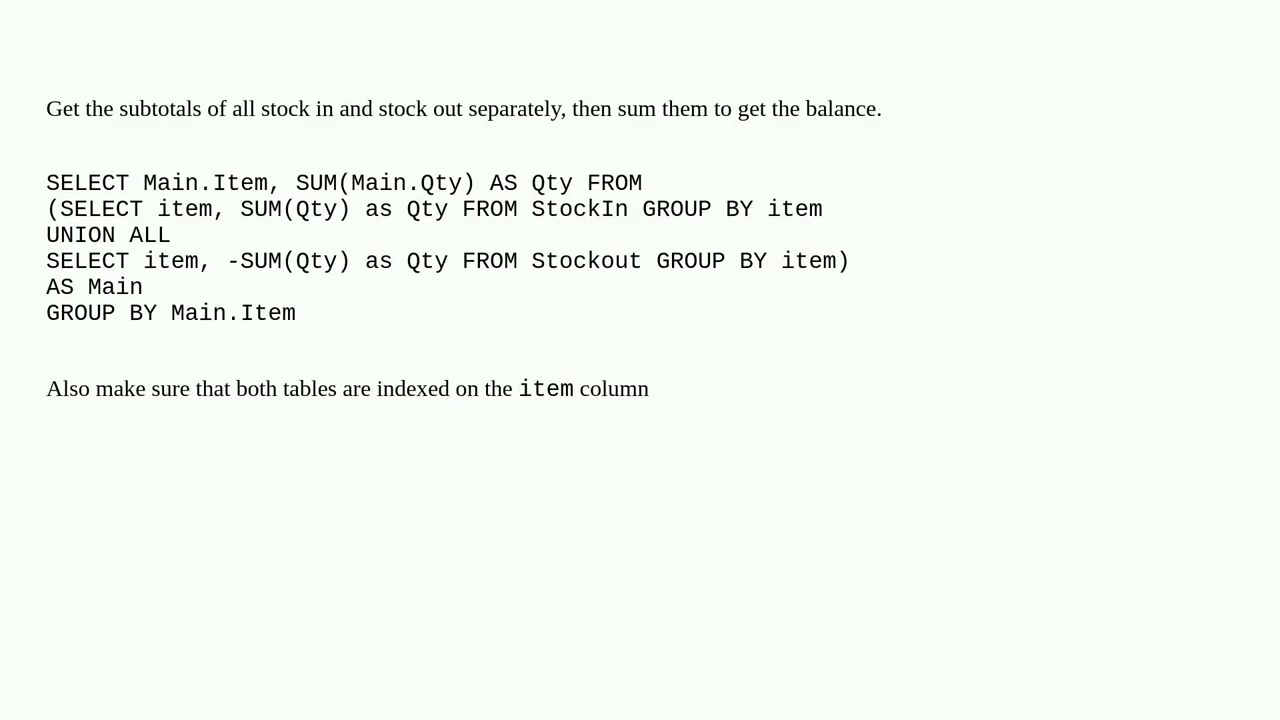 Get the subtotals of all stock in and stock out separately, then sum them to get the balance.
SELECT Main.Item, SUM(Main.Qty) AS Qty FROM
(SELECT item, SUM(Qty) as Qty FROM StockIn GROUP BY item
UNION ALL
SELECT item, -SUM(Qty) as Qty FROM Stockout GROUP BY item)
AS Main
GROUP BY Main.Item
Also make sure that both tables are indexed on the item column